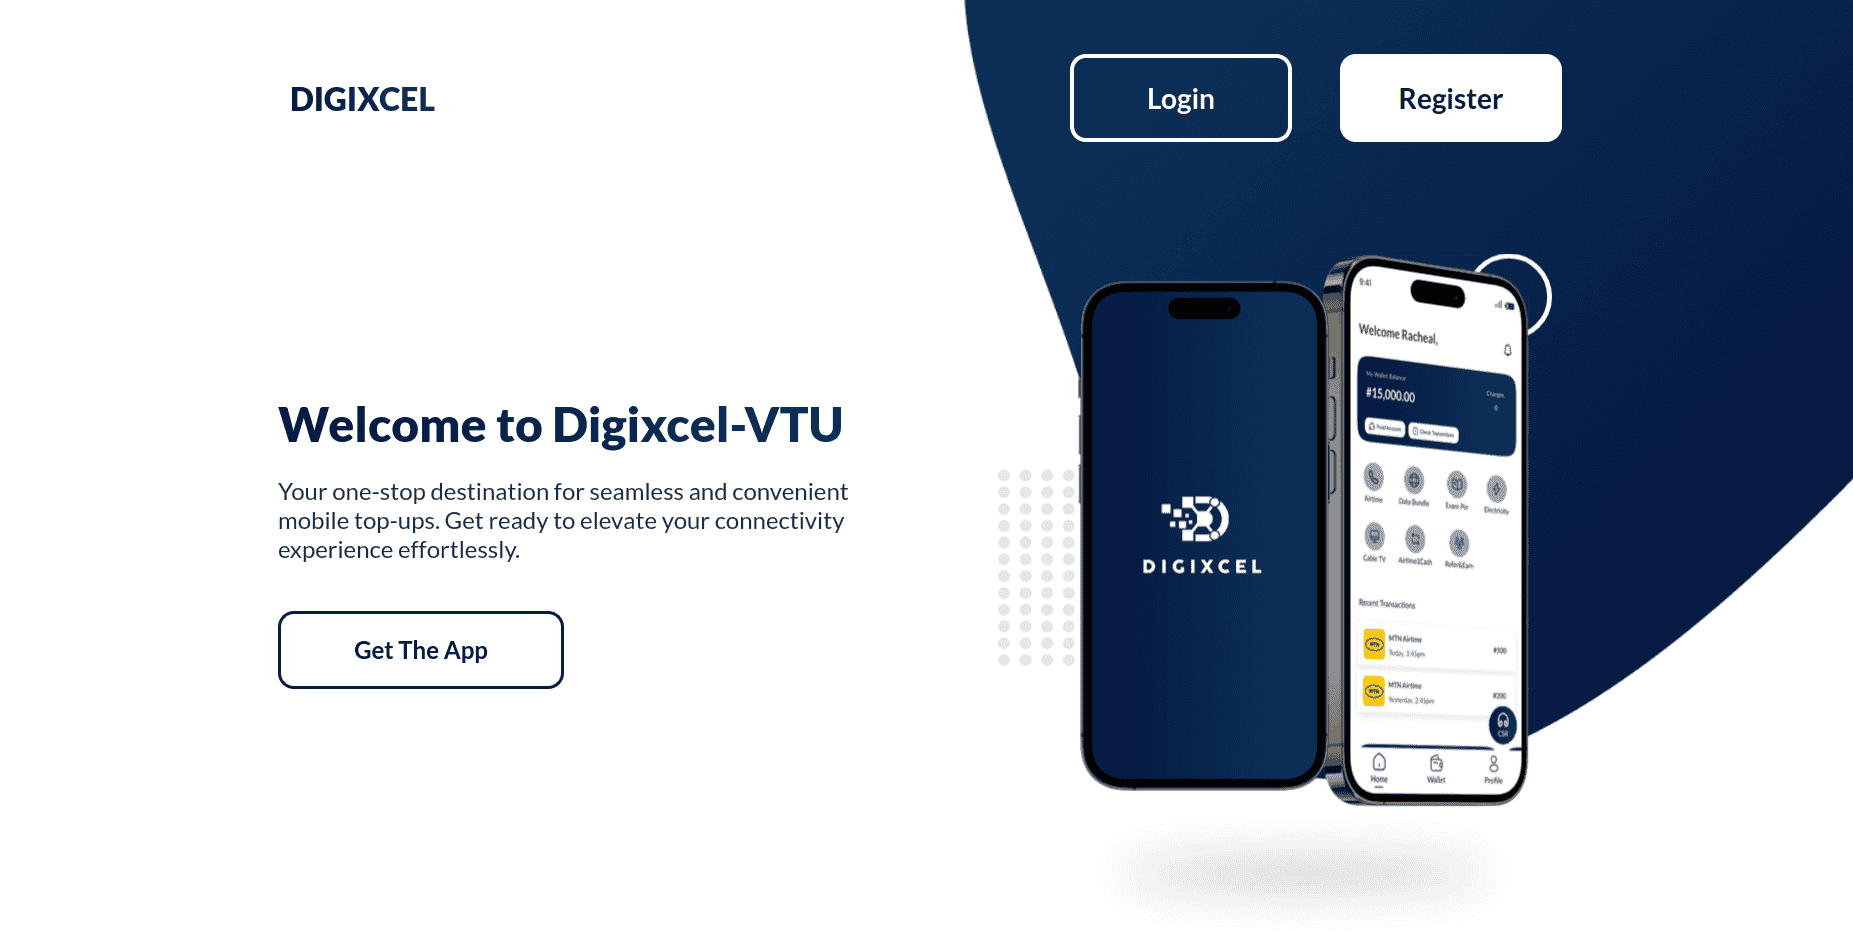 DIGIXCEL
Login
Register
Welcome to Digixcel-VTU
Your one-stop destination for seamless and convenient
mobile top-ups. Get ready to elevate your connectivity
experience effortlessly.
Get The App
DIGIXCEL
9:41
Welcome Racheal,
My Wallet Balance
#15,000.00
Charges.
0
Fund Account
Check Transactions
Airtime
Data Bundle
Exam Pin
Electricity
Cable TV
Airtime2Cash
Refer&Earn
Recent Transactions
MTN Airtime
Today, 3:45pm
#500
MTN Airtime
Yesterday, 2:45pm
#200
CSR
Home
Wallet
Profile